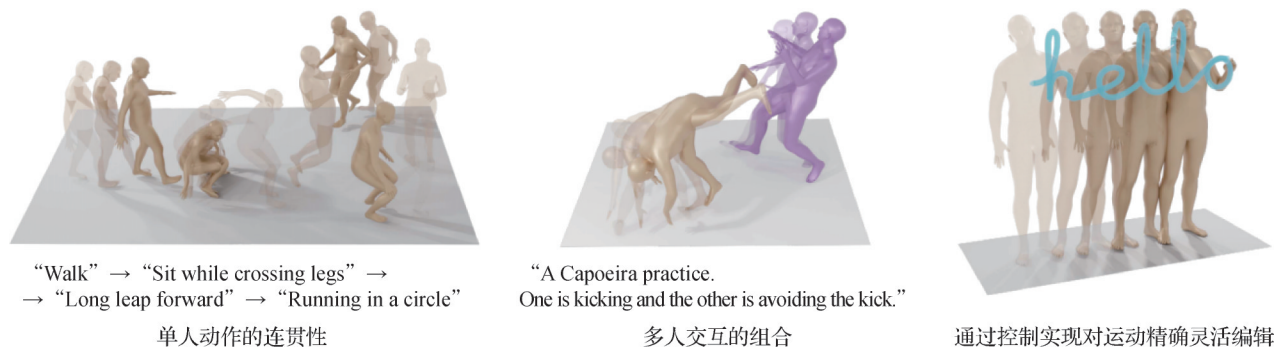 hello
“Walk” → “Sit while crossing legs” →
→ “Long leap forward” → “Running in a circle”
单人动作的连贯性
“A Capoeira practice.
One is kicking and the other is avoiding the kick.”
多人交互的组合
通过控制实现对运动精确灵活编辑